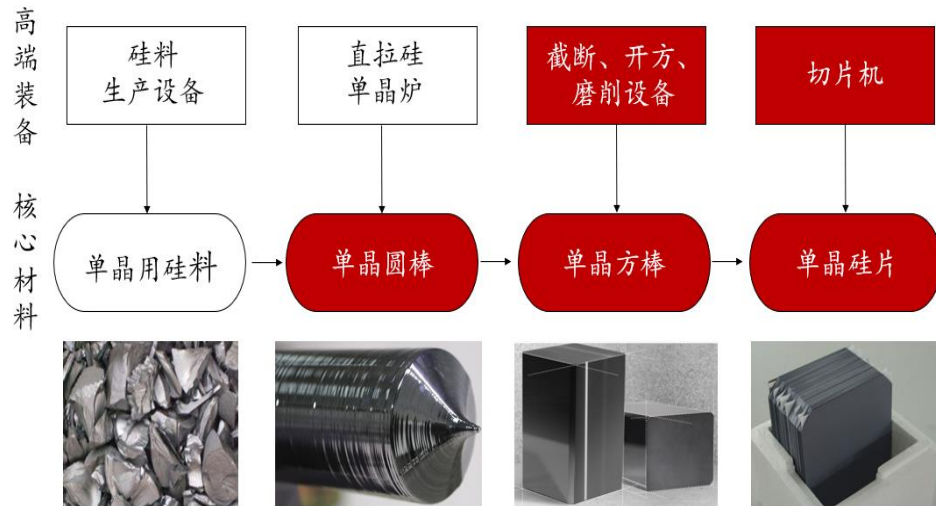 高端装备
硅料
生产设备
直拉硅
单晶炉
截断、开方、
磨削设备
切片机
核心材料
单晶用硅料
单晶圆棒
单晶方棒
单晶硅片